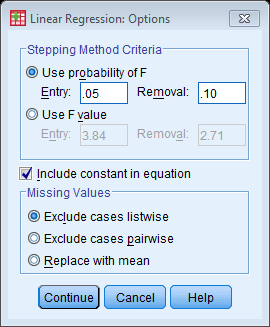 Linear Regression: Options
Stepping Method Criteria
Use probability of F
Entry: .05 Removal: .10
Use F value
Entry: 3.84 Removal: 2.71
Include constant in equation
Missing Values
Exclude cases listwise
Exclude cases pairwise
Replace with mean
Continue Cancel Help